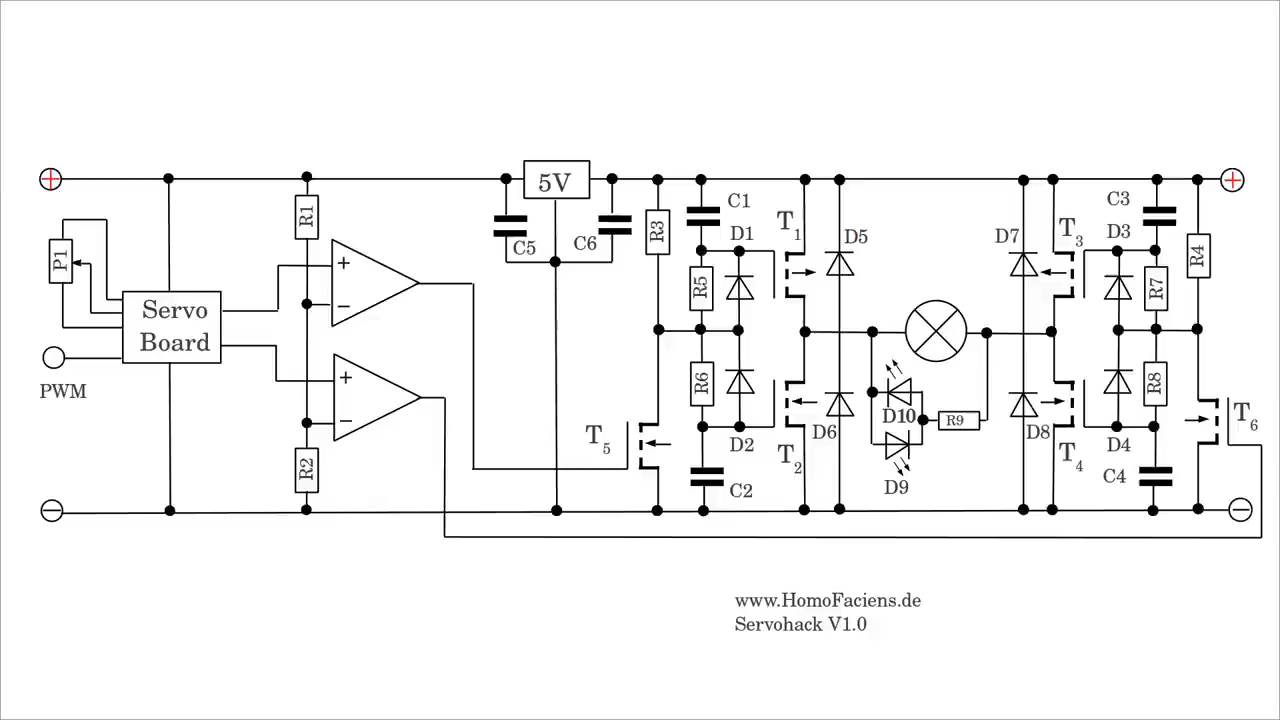 5V
R1
C5
C6
R3
C1
D1
T1
D5
D7
T3
C3
D3
R4
P1
R5
R7
Servo
Board
+
−
PWM
R6
R8
+
−
D10
R9
D6
D8
T5
D2
T2
T4
D4
T6
R2
C2
D9
C4
www.HomoFaciens.de
Servohack V1.0